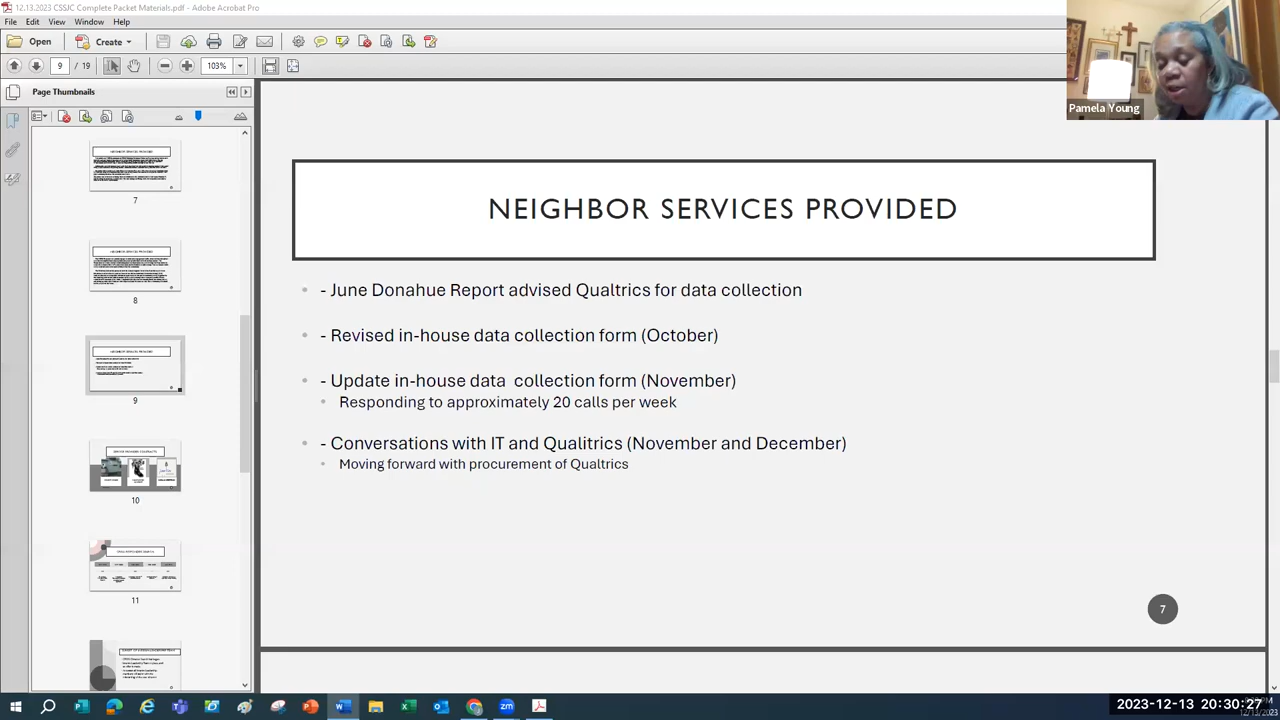 12.13.2023 CSSJC Complete Packet Materials.pdf - Adobe Acrobat Pro
File Edit View Window Help
Open Create
9 / 19 103%
Pamela Young
Page Thumbnails
7
8
9
10
11
NEIGHBOR SERVICES PROVIDED
- June Donahue Report advised Qualtrics for data collection
- Revised in-house data collection form (October)
- Update in-house data collection form (November)
Responding to approximately 20 calls per week
- Conversations with IT and Qualitrics (November and December)
Moving forward with procurement of Qualtrics
7
2023-12-13 20:30:27